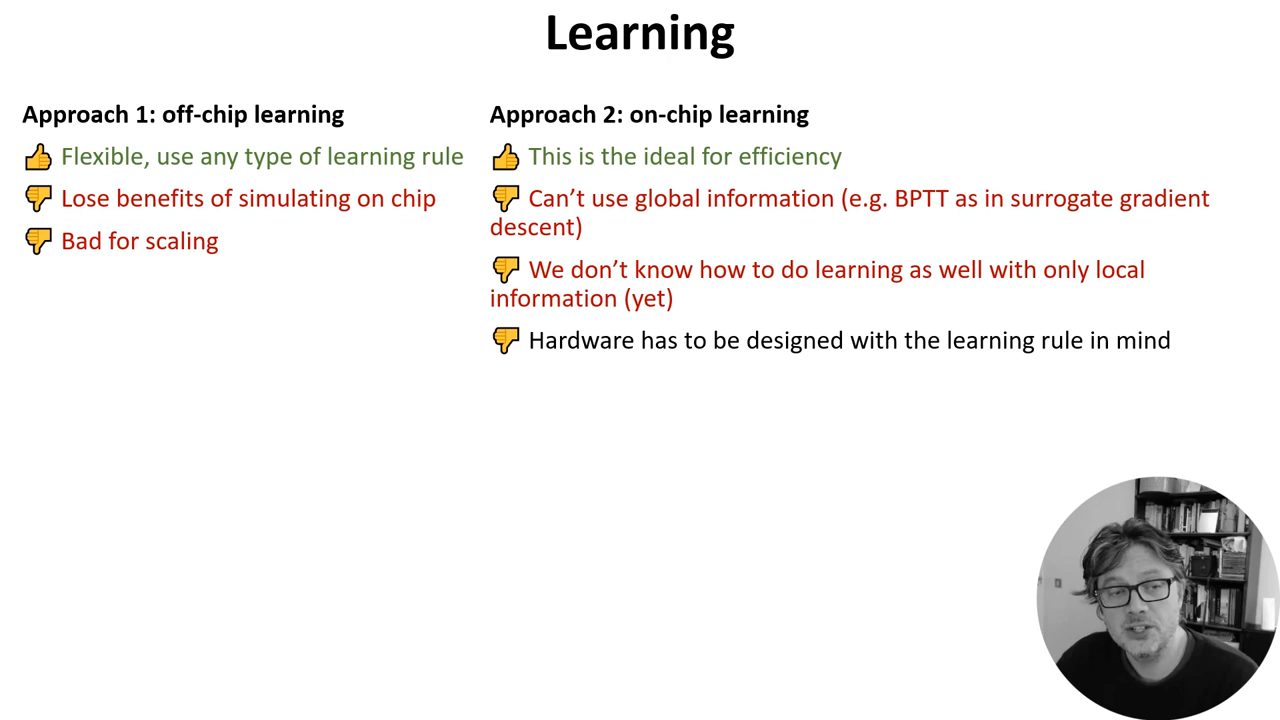 Learning
Approach 1: off-chip learning
👍 Flexible, use any type of learning rule
👎 Lose benefits of simulating on chip
👎 Bad for scaling
Approach 2: on-chip learning
👍 This is the ideal for efficiency
👎 Can’t use global information (e.g. BPTT as in surrogate gradient
descent)
👎 We don’t know how to do learning as well with only local
information (yet)
👎 Hardware has to be designed with the learning rule in mind